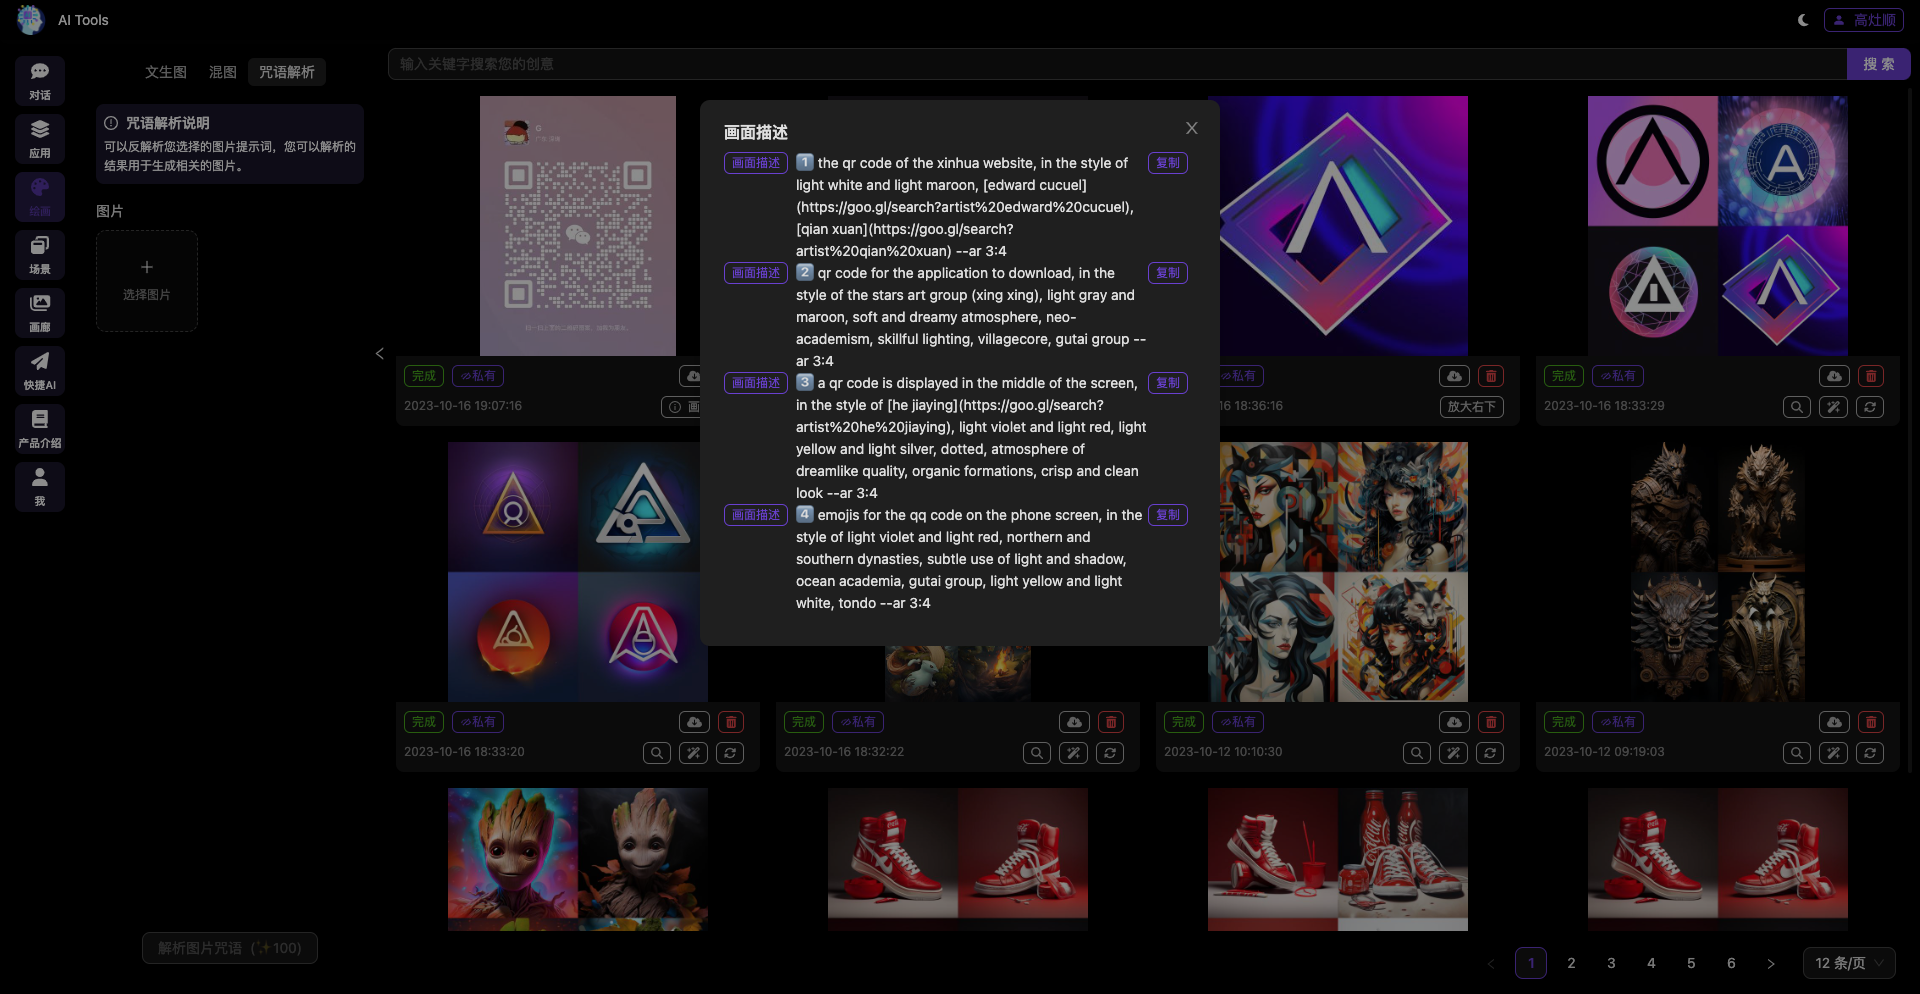 AI Tools
高灶顺
对话
应用
绘画
场景
画廊
快捷AI
产品介绍
我
文生图
混图
咒语解析
咒语解析说明
可以反解析您选择的图片提示词，您可以解析的
结果用于生成相关的图片。
图片
选择图片
解析图片咒语（✨100）
输入关键字搜索您的创意
搜 索
G
画面描述
画面描述
1 the qr code of the xinhua website, in the style of
light white and light maroon, [edward cucuel]
(https://goo.gl/search?artist%20edward%20cucuel),
[qian xuan](https://goo.gl/search?
artist%20qian%20xuan) --ar 3:4
复制
画面描述
2 qr code for the application to download, in the
style of the stars art group (xing xing), light gray and
maroon, soft and dreamy atmosphere, neo-
academism, skillful lighting, villagecore, gutai group --
ar 3:4
复制
画面描述
3 a qr code is displayed in the middle of the screen,
in the style of [he jiaying](https://goo.gl/search?
artist%20he%20jiaying), light violet and light red, light
yellow and light silver, dotted, atmosphere of
dreamlike quality, organic formations, crisp and clean
look --ar 3:4
复制
画面描述
4 emojis for the qq code on the phone screen, in the
style of light violet and light red, northern and
southern dynasties, subtle use of light and shadow,
ocean academia, gutai group, light yellow and light
white, tondo --ar 3:4
复制
完成
私有
2023-10-16 19:07:16
画
私有
16 18:36:16
放大右下
完成
私有
2023-10-16 18:33:29
完成
私有
2023-10-16 18:33:20
完成
私有
2023-10-16 18:32:22
完成
私有
2023-10-12 10:10:30
完成
私有
2023-10-12 09:19:03
1
2
3
4
5
6
12 条/页